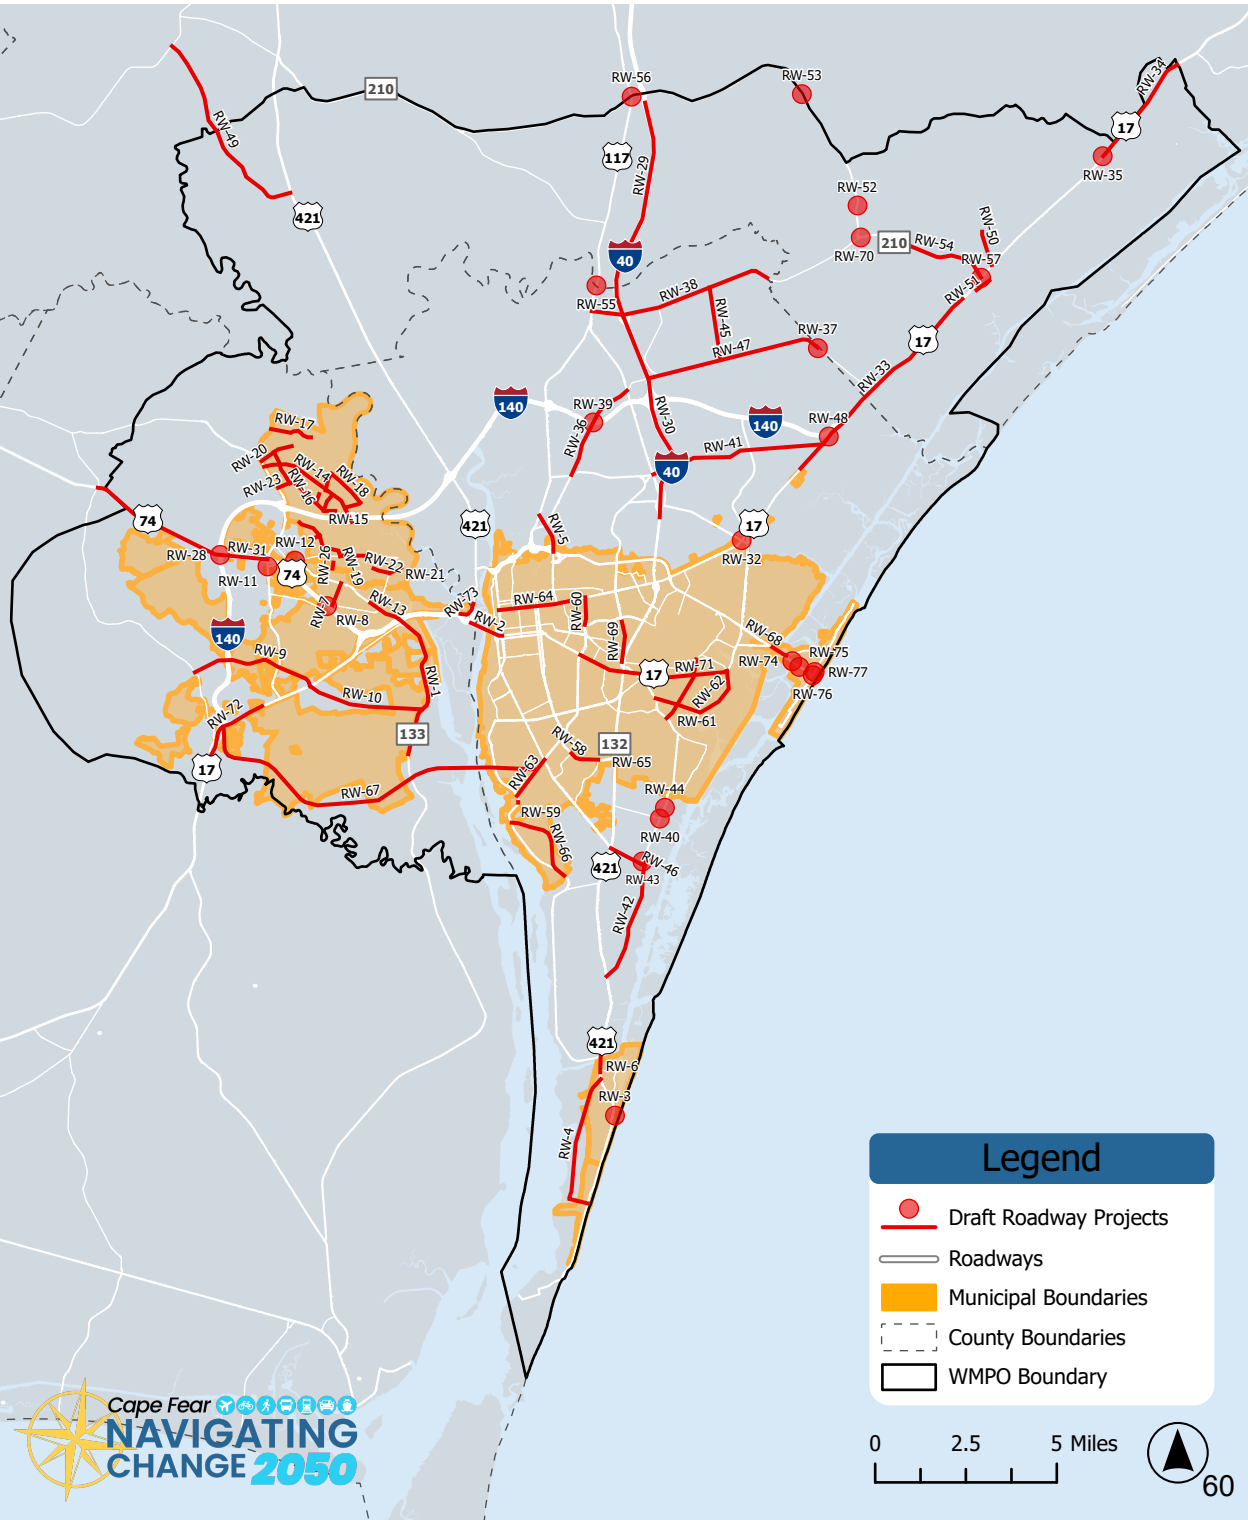 RW-56
RW-53
RW-34
210
17
RW-49
117
RW-29
RW-35
RW-52
421
RW-50
210
RW-54
RW-70
RW-57
40
RW-51
RW-55
RW-38
RW-45
RW-37
17
RW-47
RW-33
140
RW-39
RW-30
140
RW-48
RW-17
RW-36
RW-41
RW-20
RW-14
40
RW-23
RW-16
RW-18
74
RW-15
421
RW-5
17
RW-28
RW-31
RW-12
RW-26
RW-19
RW-22
RW-21
RW-32
RW-11
74
RW-7
RW-8
RW-13
RW-73
RW-2
RW-64
RW-60
RW-69
RW-68
140
RW-9
RW-74
RW-75
RW-77
RW-76
17
RW-71
RW-62
RW-61
RW-1
RW-10
RW-72
133
132
RW-58
RW-65
17
RW-63
RW-67
RW-44
RW-59
RW-40
RW-66
421
RW-46
RW-43
RW-42
421
RW-6
RW-3
RW-4
Legend
Draft Roadway Projects
Roadways
Municipal Boundaries
County Boundaries
WMPO Boundary
Cape Fear
NAVIGATING
CHANGE 2050
0 2.5 5 Miles
60